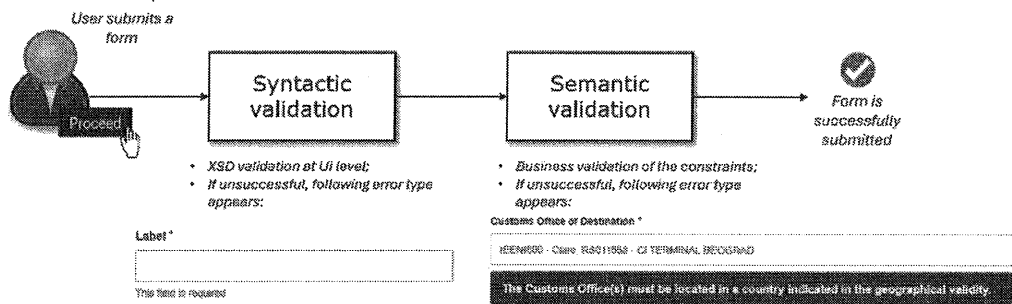 User submits a
form
Proceed
Syntactic
validation
Semantic
validation
Form is
successfully
submitted
• XSD validation at UI level;
• If unsuccessful, following error type
appears:
• Business validation of the constraints;
• If unsuccessful, following error type
appears:
Label *
This field is required
Customs Office of Destination *
TERMINAL BEOGRAD
The Customs Office(s) must be located in a country indicated in the geographical validity.